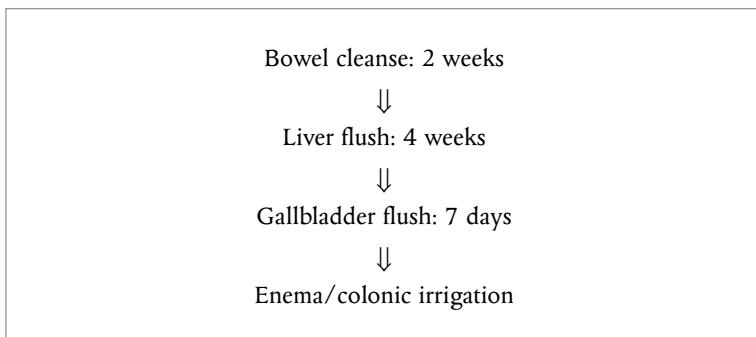 Bowel cleanse: 2 weeks
⇓
Liver flush: 4 weeks
⇓
Gallbladder flush: 7 days
⇓
Enema/colonic irrigation